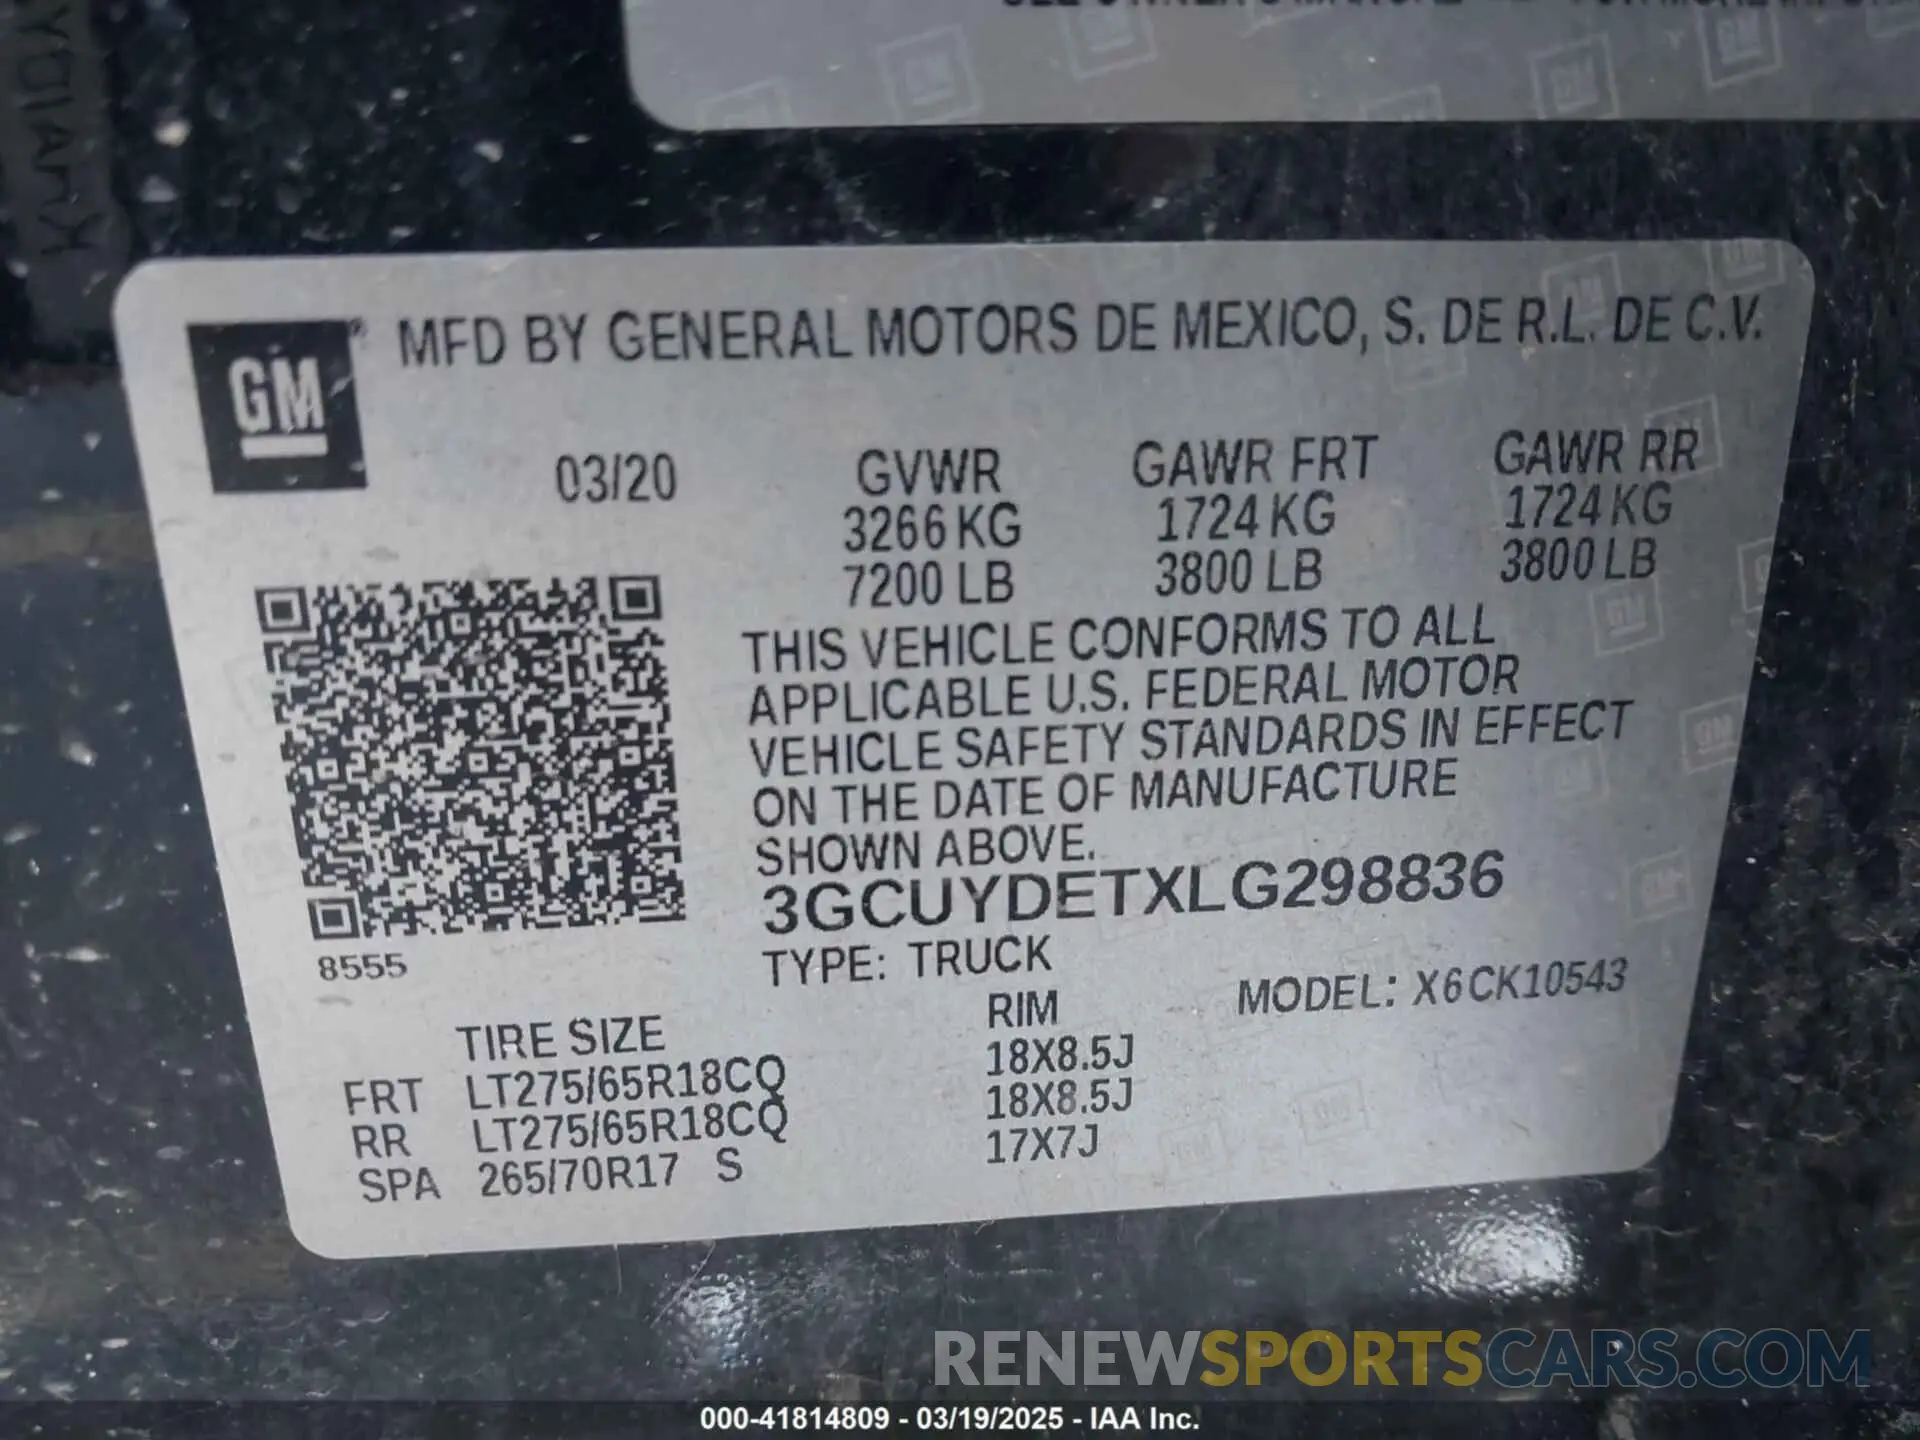 MFD BY GENERAL MOTORS DE MEXICO, S. DE R.L. DE C.V.
GM
03/20
GVWR
3266 KG
7200 LB
GAWR FRT
1724 KG
3800 LB
GAWR RR
1724 KG
3800 LB
THIS VEHICLE CONFORMS TO ALL
APPLICABLE U.S. FEDERAL MOTOR
VEHICLE SAFETY STANDARDS IN EFFECT
ON THE DATE OF MANUFACTURE
SHOWN ABOVE.
3GCUYDETXLG298836
8555
TYPE: TRUCK
MODEL: X6CK10543
TIRE SIZE RIM
FRT LT275/65R18CQ 18X8.5J
RR LT275/65R18CQ 18X8.5J
SPA 265/70R17 S 17X7J
RENEWSPORTSCARS.COM
000-41814809 - 03/19/2025 - IAA Inc.